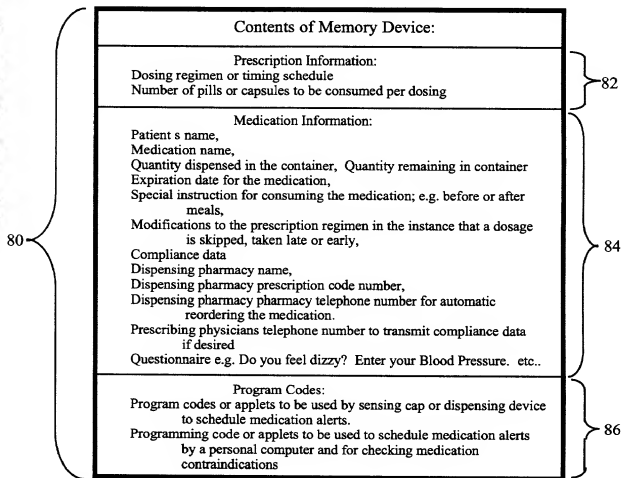 Contents of Memory Device:
Prescription Information:
Dosing regimen or timing schedule
Number of pills or capsules to be consumed per dosing
82
Medication Information:
Patient s name,
Medication name,
Quantity dispensed in the container, Quantity remaining in container
Expiration date for the medication,
Special instruction for consuming the medication; e.g. before or after
meals,
Modifications to the prescription regimen in the instance that a dosage
is skipped, taken late or early,
80
84
Compliance data
Dispensing pharmacy name,
Dispensing pharmacy prescription code number,
Dispensing pharmacy pharmacy telephone number for automatic
reordering the medication.
Prescribing physicians telephone number to transmit compliance data
if desired
Questionnaire e.g. Do you feel dizzy? Enter your Blood Pressure. etc..
Program Codes:
Program codes or applets to be used by sensing cap or dispensing device
to schedule medication alerts.
86
Programming code or applets to be used to schedule medication alerts
by a personal computer and for checking medication
contraindications